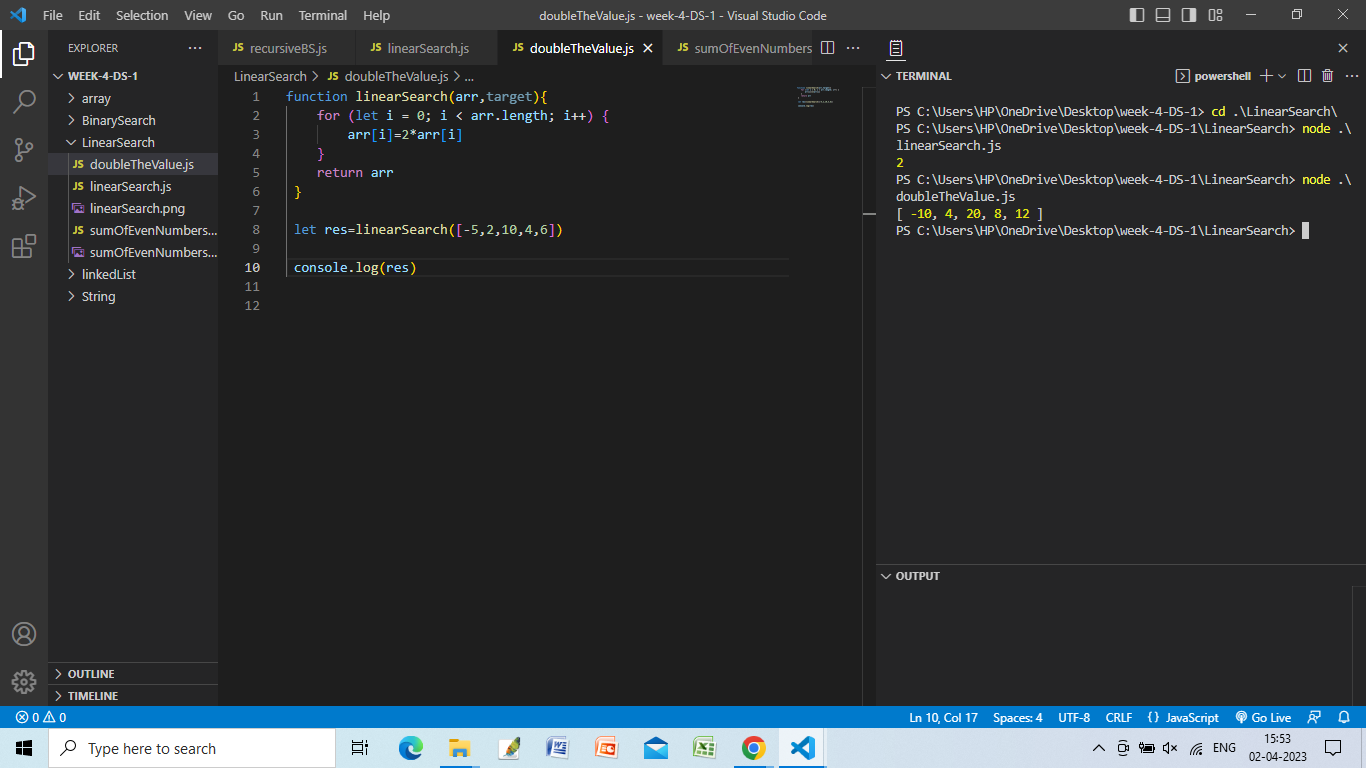 File Edit Selection View Go Run Terminal Help
doubleTheValue.js - week-4-DS-1 - Visual Studio Code
EXPLORER
WEEK-4-DS-1
array
BinarySearch
LinearSearch
JS doubleTheValue.js
JS linearSearch.js
linearSearch.png
JS sumOfEvenNumbers...
sumOfEvenNumbers...
linkedList
String
OUTLINE
TIMELINE
JS recursiveBS.js JS linearSearch.js JS doubleTheValue.js JS sumOfEvenNumbers
LinearSearch > JS doubleTheValue.js > ...
1 function linearSearch(arr,target){
2 for (let i = 0; i < arr.length; i++) {
3 arr[i]=2*arr[i]
4 }
5 return arr
6 }
7
8 let res=linearSearch([-5,2,10,4,6])
9
10 console.log(res)
11
12
TERMINAL
powershell
PS C:\Users\HP\OneDrive\Desktop\week-4-DS-1> cd .\LinearSearch\
PS C:\Users\HP\OneDrive\Desktop\week-4-DS-1\LinearSearch> node .\
linearSearch.js
2
PS C:\Users\HP\OneDrive\Desktop\week-4-DS-1\LinearSearch> node .\
doubleTheValue.js
[ -10, 4, 20, 8, 12 ]
PS C:\Users\HP\OneDrive\Desktop\week-4-DS-1\LinearSearch>
OUTPUT
0 0
Ln 10, Col 17 Spaces: 4 UTF-8 CRLF {} JavaScript Go Live
Type here to search
ENG
15:53
02-04-2023